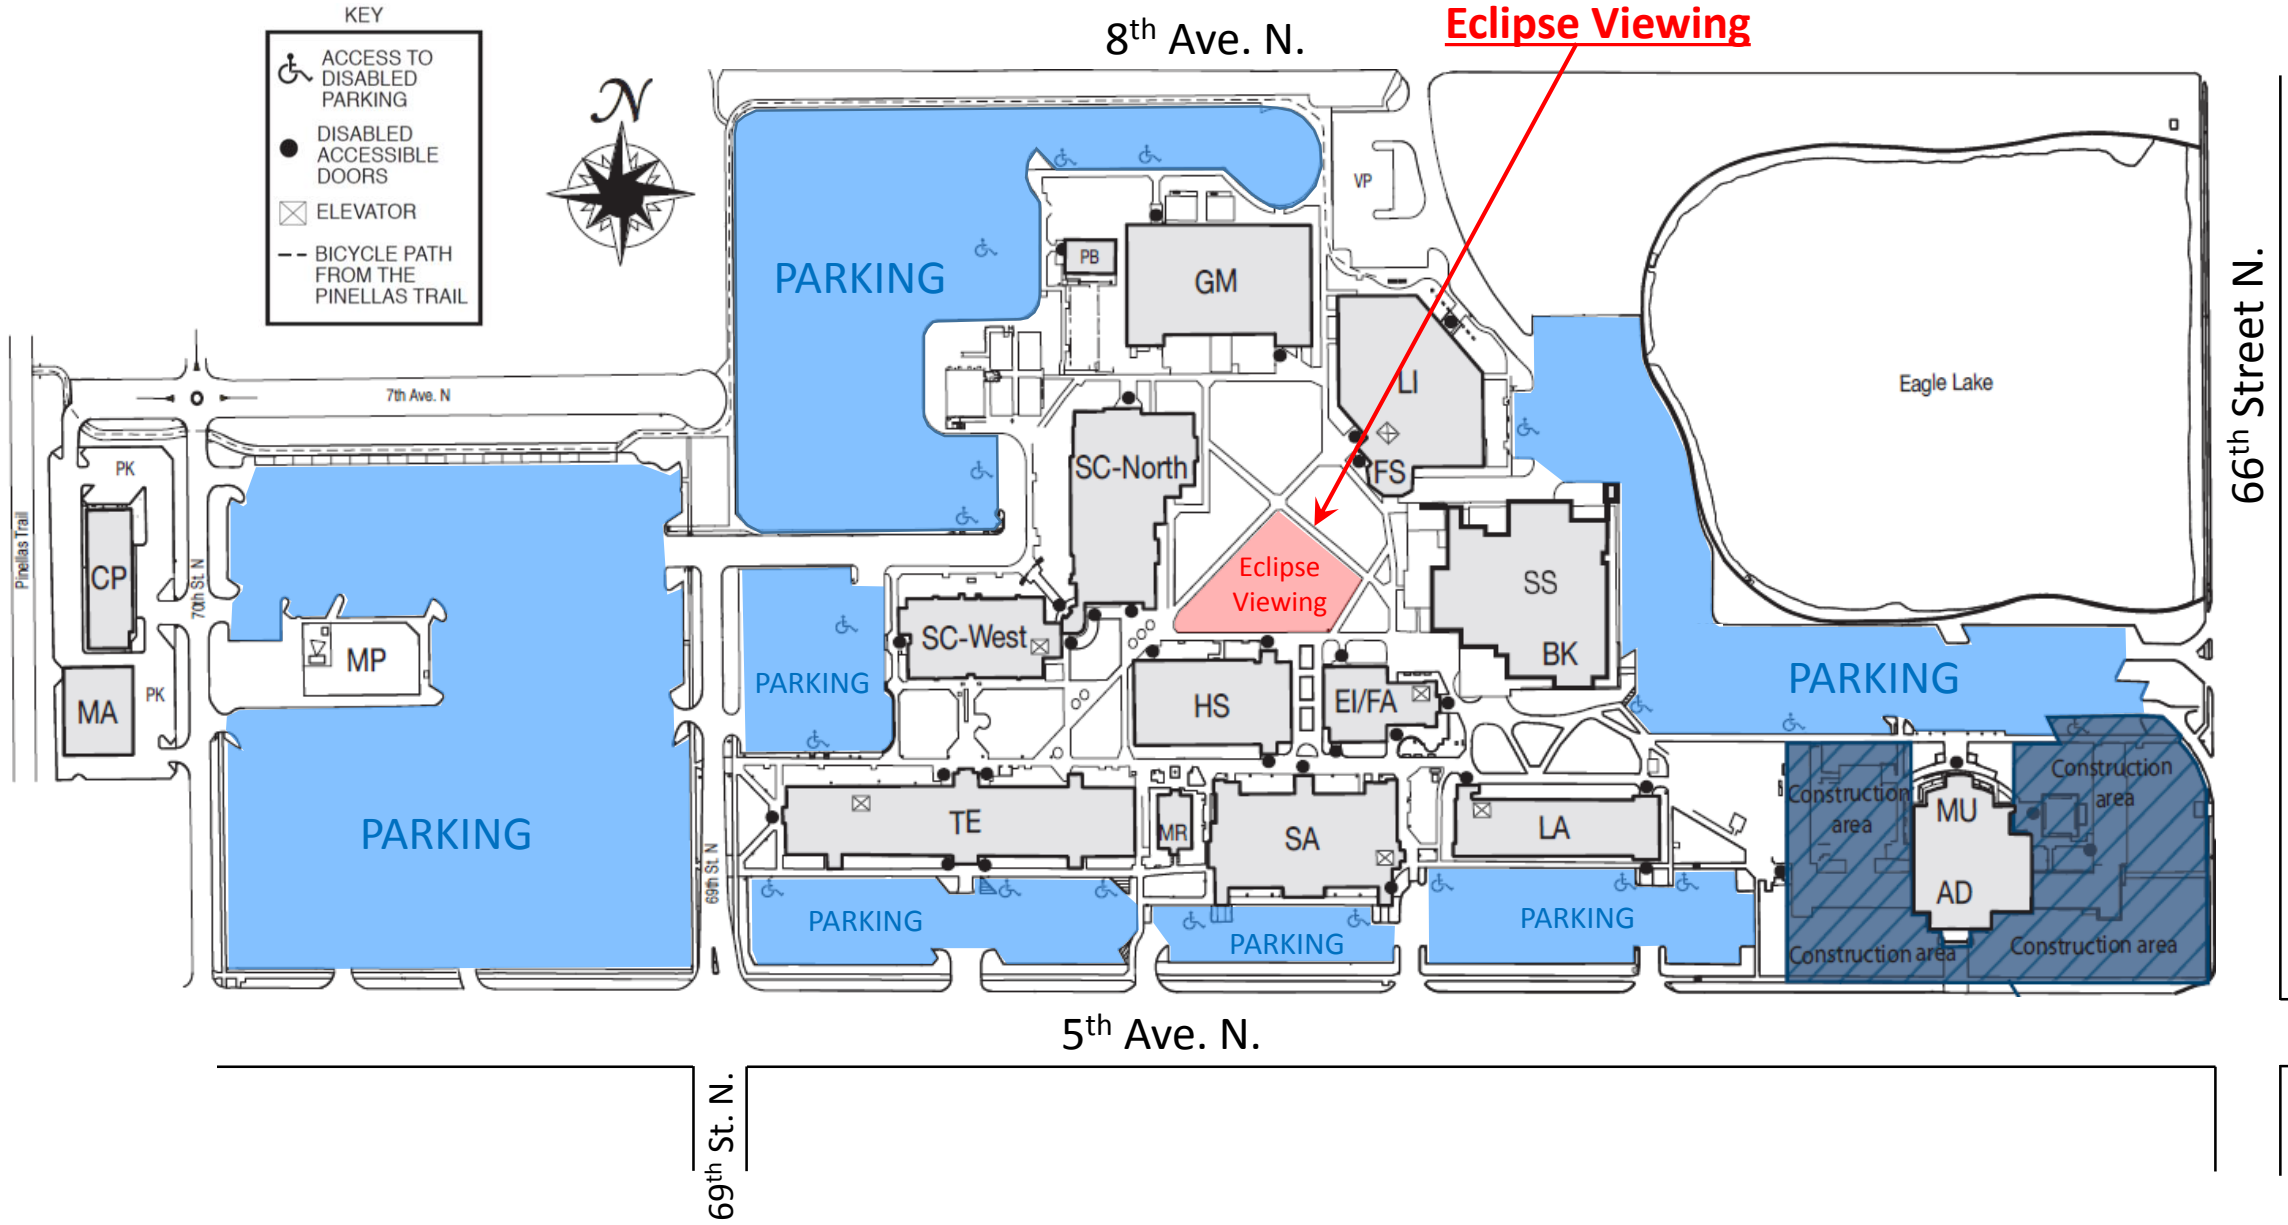 KEY
ACCESS TO
DISABLED
PARKING
DISABLED
ACCESSIBLE
DOORS
ELEVATOR
BICYCLE PATH
FROM THE
PINELLAS TRAIL
N
8th Ave. N.
Eclipse Viewing
VP
PB
GM
PARKING
LI
FS
Eagle Lake
66th Street N.
7th Ave. N
PK
CP
Pinellas Trail
70th St. N
SC-North
Eclipse
Viewing
SS
BK
MP
MA
PK
SC-West
PARKING
HS
EI/FA
PARKING
PARKING
TE
MR
SA
LA
MU
AD
Construction
area
Construction
area
Construction area
Construction area
69th St. N
PARKING
PARKING
PARKING
5th Ave. N.
69th St. N.